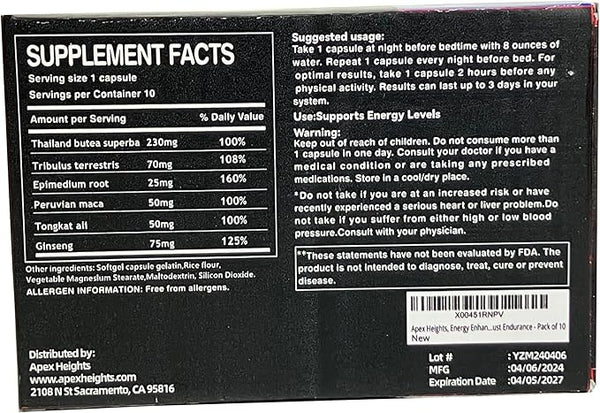 SUPPLEMENT FACTS
Serving size 1 capsule
Servings per Container 10
Amount per Serving % Daily Value
Thailand butea superba 230mg 100%
Tribulus terrestris 70mg 108%
Epimedium root 25mg 160%
Peruvian maca 50mg 100%
Tongkat ali 50mg 100%
Ginseng 75mg 125%
Other ingredients: Softgel capsule gelatin,Rice flour,
Vegetable Magnesium Stearate,Maltodextrin, Silicon Dioxide.
ALLERGEN INFORMATION: Free from allergens.
Distributed by:
Apex Heights
www.apexheights.com
2108 N St Sacramento, CA 95816
Suggested usage:
Take 1 capsule at night before bedtime with 8 ounces of
water. Repeat 1 capsule every night before bed. For
optimal results, take 1 capsule 2 hours before any
physical activity. Results can last up to 3 days in your
system.
Use:Supports Energy Levels
Warning:
Keep out of reach of children. Do not consume more than
1 capsule in one day. Consult your doctor if you have a
medical condition or are taking any prescribed
medications. Store in a cool/dry place.
*Do not take if you are at an increased risk or have
recently experienced a serious heart or liver problem.Do
not take if you suffer from either high or low blood
pressure.Consult with your physician.
**These statements have not been evaluated by FDA. The
product is not intended to diagnose, treat, cure or prevent
disease.
X00451RNPV
Apex Heights, Energy Enhan...ust Endurance - Pack of 10
New
Lot # : YZM240406
MFG : 04/06/2024
Expiration Date : 04/05/2027